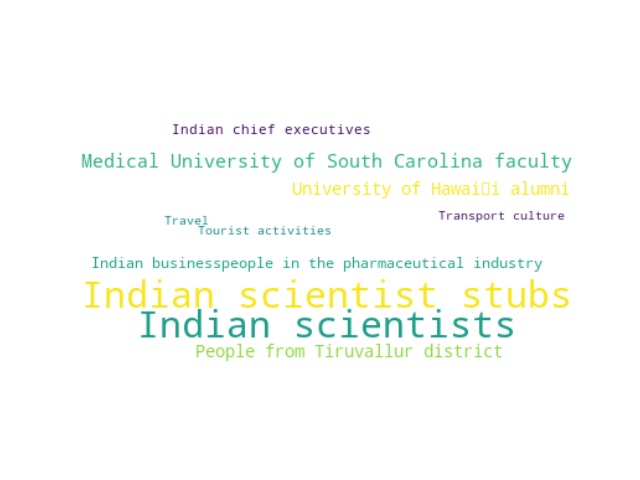 Indian chief executives
Medical University of South Carolina faculty
University of Hawai▯i alumni
Transport culture
Travel
Tourist activities
Indian businesspeople in the pharmaceutical industry
Indian scientist stubs
Indian scientists
People from Tiruvallur district